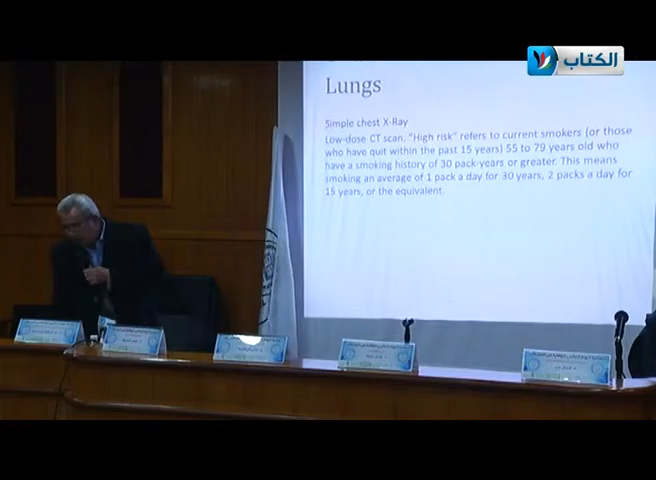 الكتاب
Lungs
Simple chest X-Ray
Low-dose CT scan. "High risk" refers to current smokers (or those
who have quit within the past 15 years) 55 to 79 years old who
have a smoking history of 30 pack-years or greater. This means
smoking an average of 1 pack a day for 30 years, 2 packs a day for
15 years, or the equivalent.